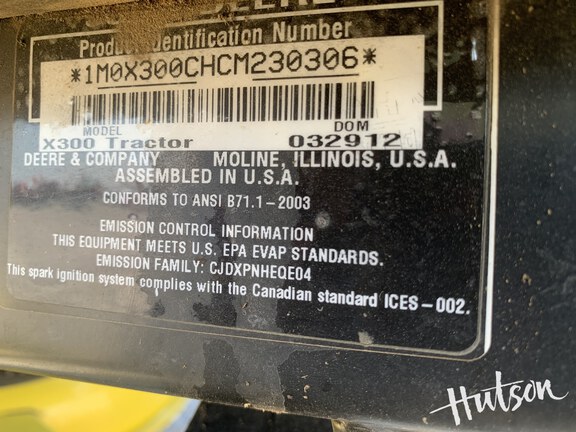 Product Identification Number
*1M0X300CHCM230306*
MODEL DOM
X300 Tractor 032912
DEERE & COMPANY MOLINE, ILLINOIS, U.S.A.
ASSEMBLED IN U.S.A.
CONFORMS TO ANSI B71.1-2003
EMISSION CONTROL INFORMATION
THIS EQUIPMENT MEETS U.S. EPA EVAP STANDARDS.
EMISSION FAMILY: CJDXPNHEQE04
This spark ignition system complies with the Canadian standard ICES-002.
Hutson